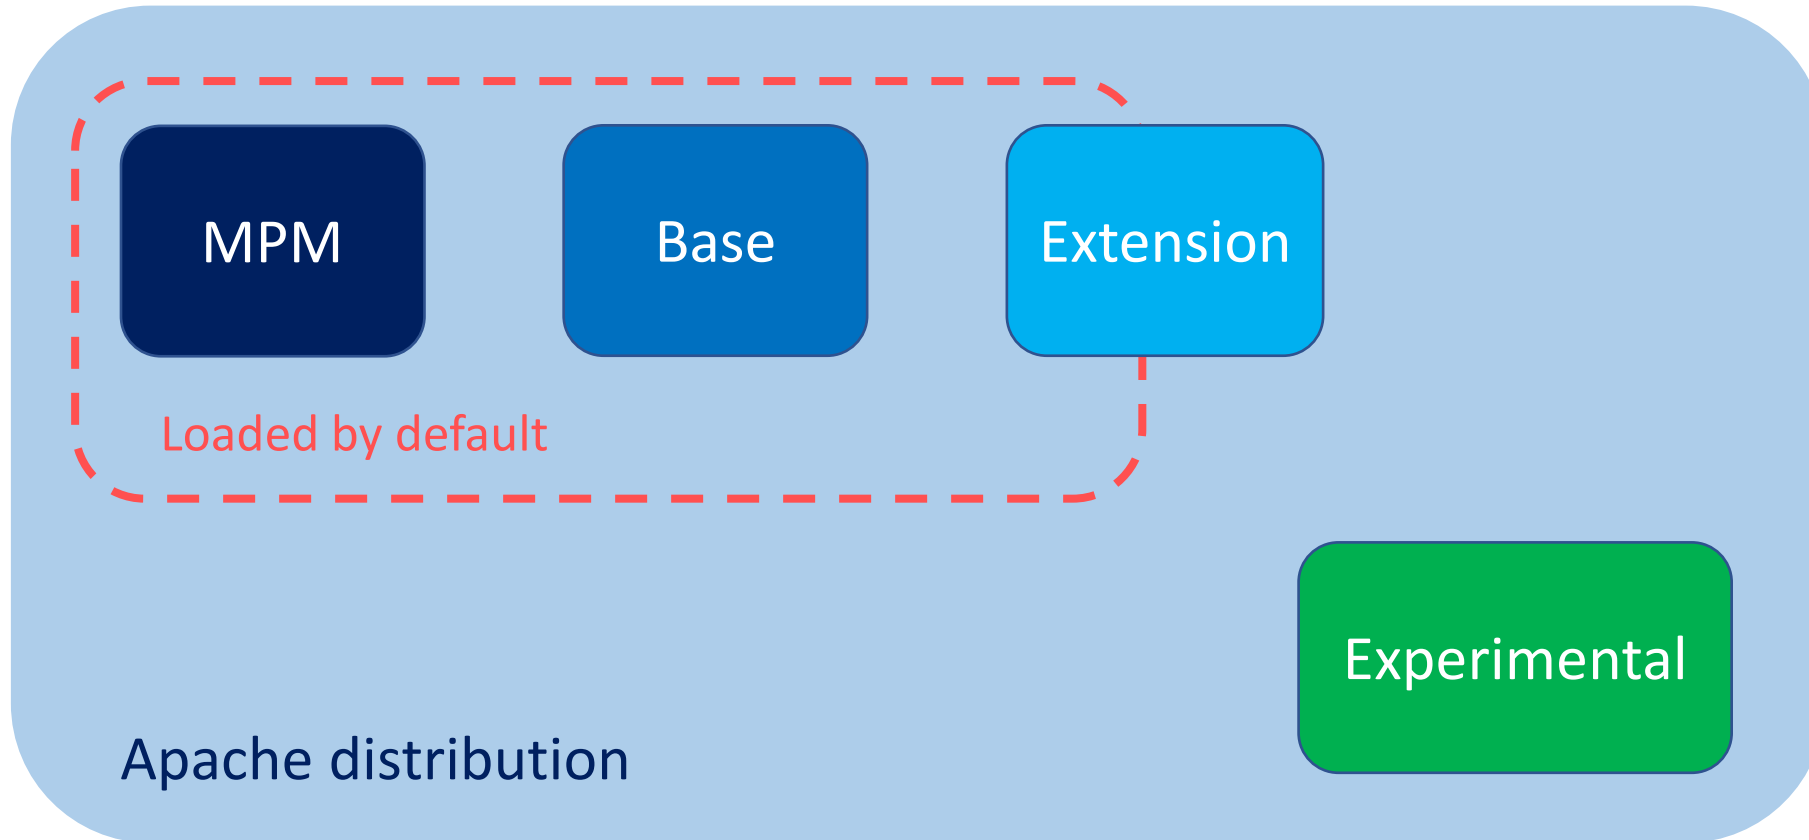 MPM
Base
Extension
Loaded by default
Experimental
Apache distribution